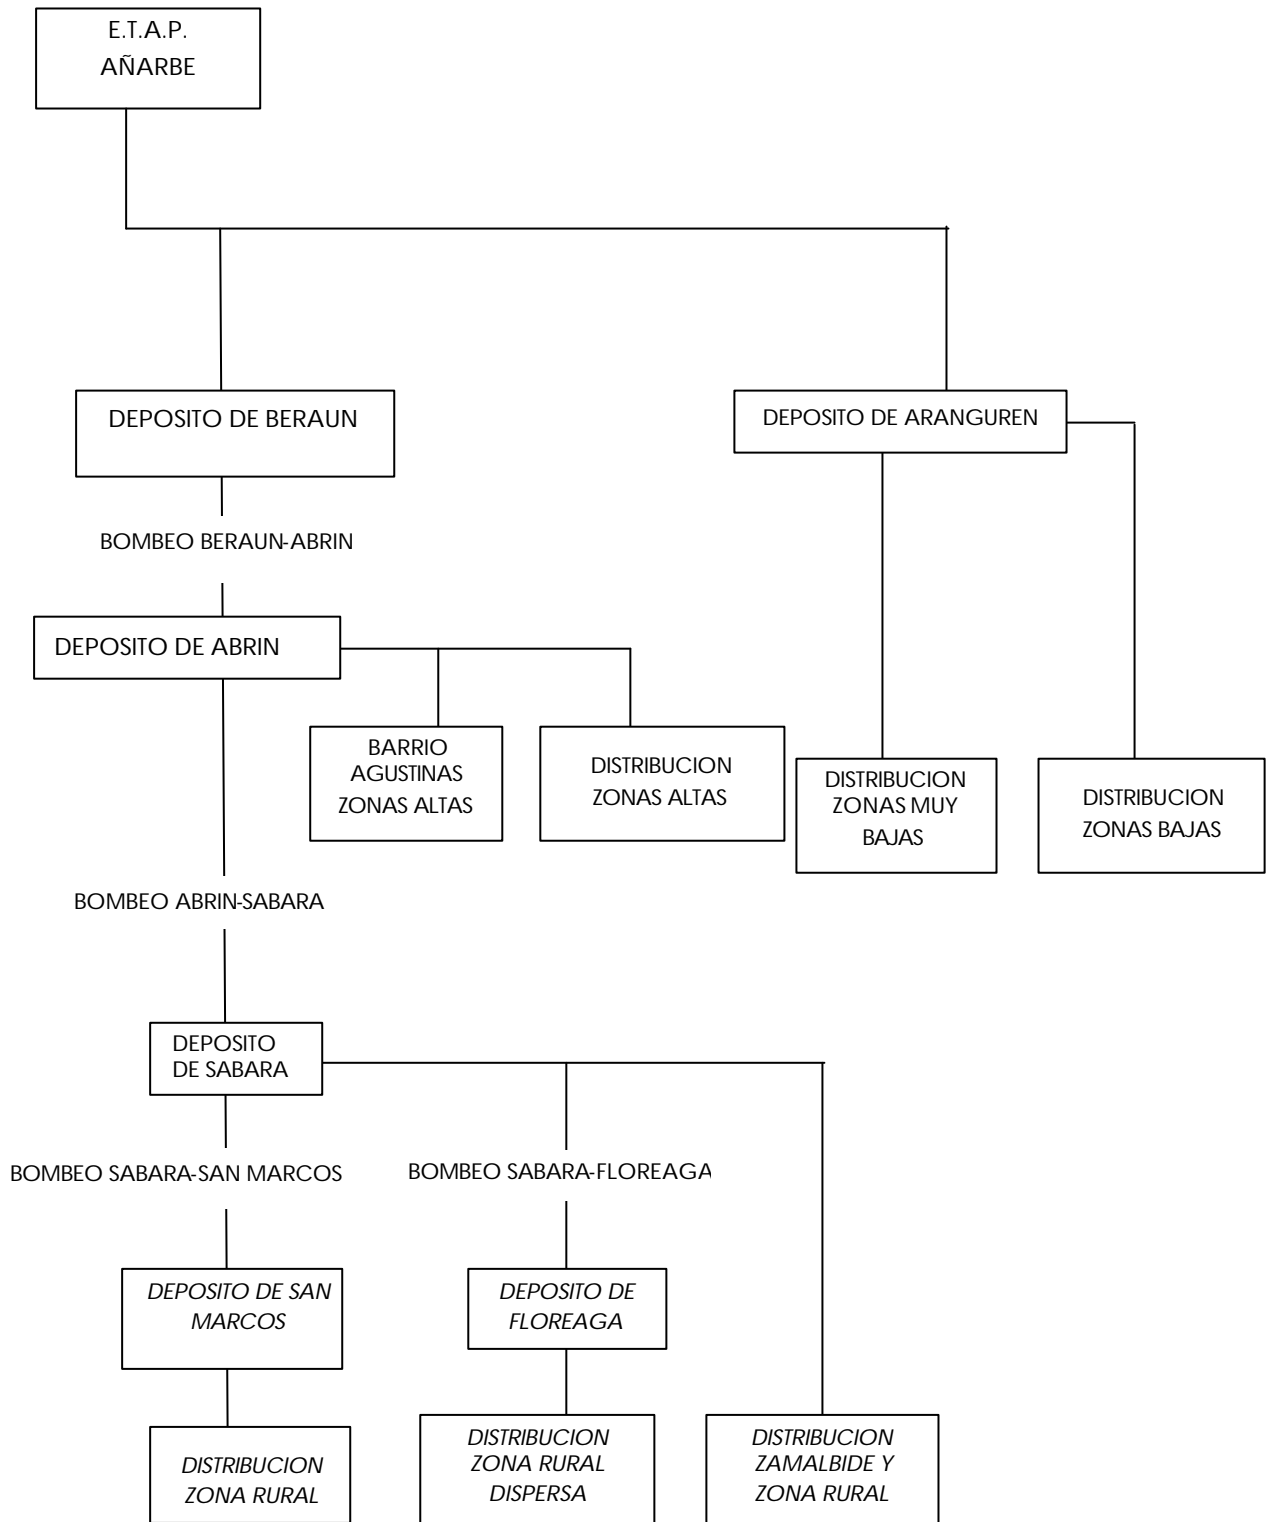 E.T.A.P.
AÑARBE
DEPOSITO DE BERAUN
DEPOSITO DE ARANGUREN
BOMBEO BERAUN-ABRIN
DEPOSITO DE ABRIN
BARRIO
AGUSTINAS
ZONAS ALTAS
DISTRIBUCION
ZONAS ALTAS
DISTRIBUCION
ZONAS MUY
BAJAS
DISTRIBUCION
ZONAS BAJAS
BOMBEO ABRIN-SABARA
DEPOSITO
DE SABARA
BOMBEO SABARA-SAN MARCOS
BOMBEO SABARA-FLOREAGA
DEPOSITO DE SAN
MARCOS
DEPOSITO DE
FLOREAGA
DISTRIBUCION
ZONA RURAL
DISTRIBUCION
ZONA RURAL
DISPERSA
DISTRIBUCION
ZAMALBIDE Y
ZONA RURAL